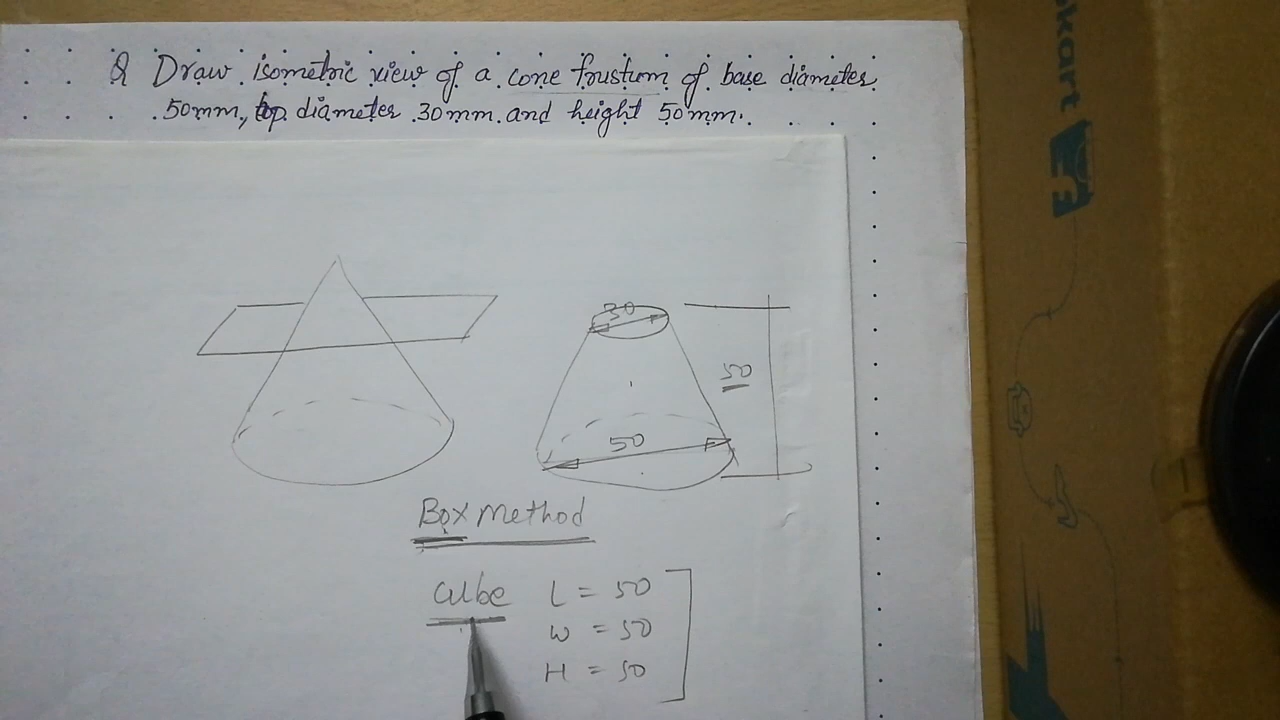 Q Draw isometric view of a cone frustum of base diameter
50mm, top diameter 30mm and height 50mm.
30
50
50
Box Method
Cube L = 50
W = 50
H = 50